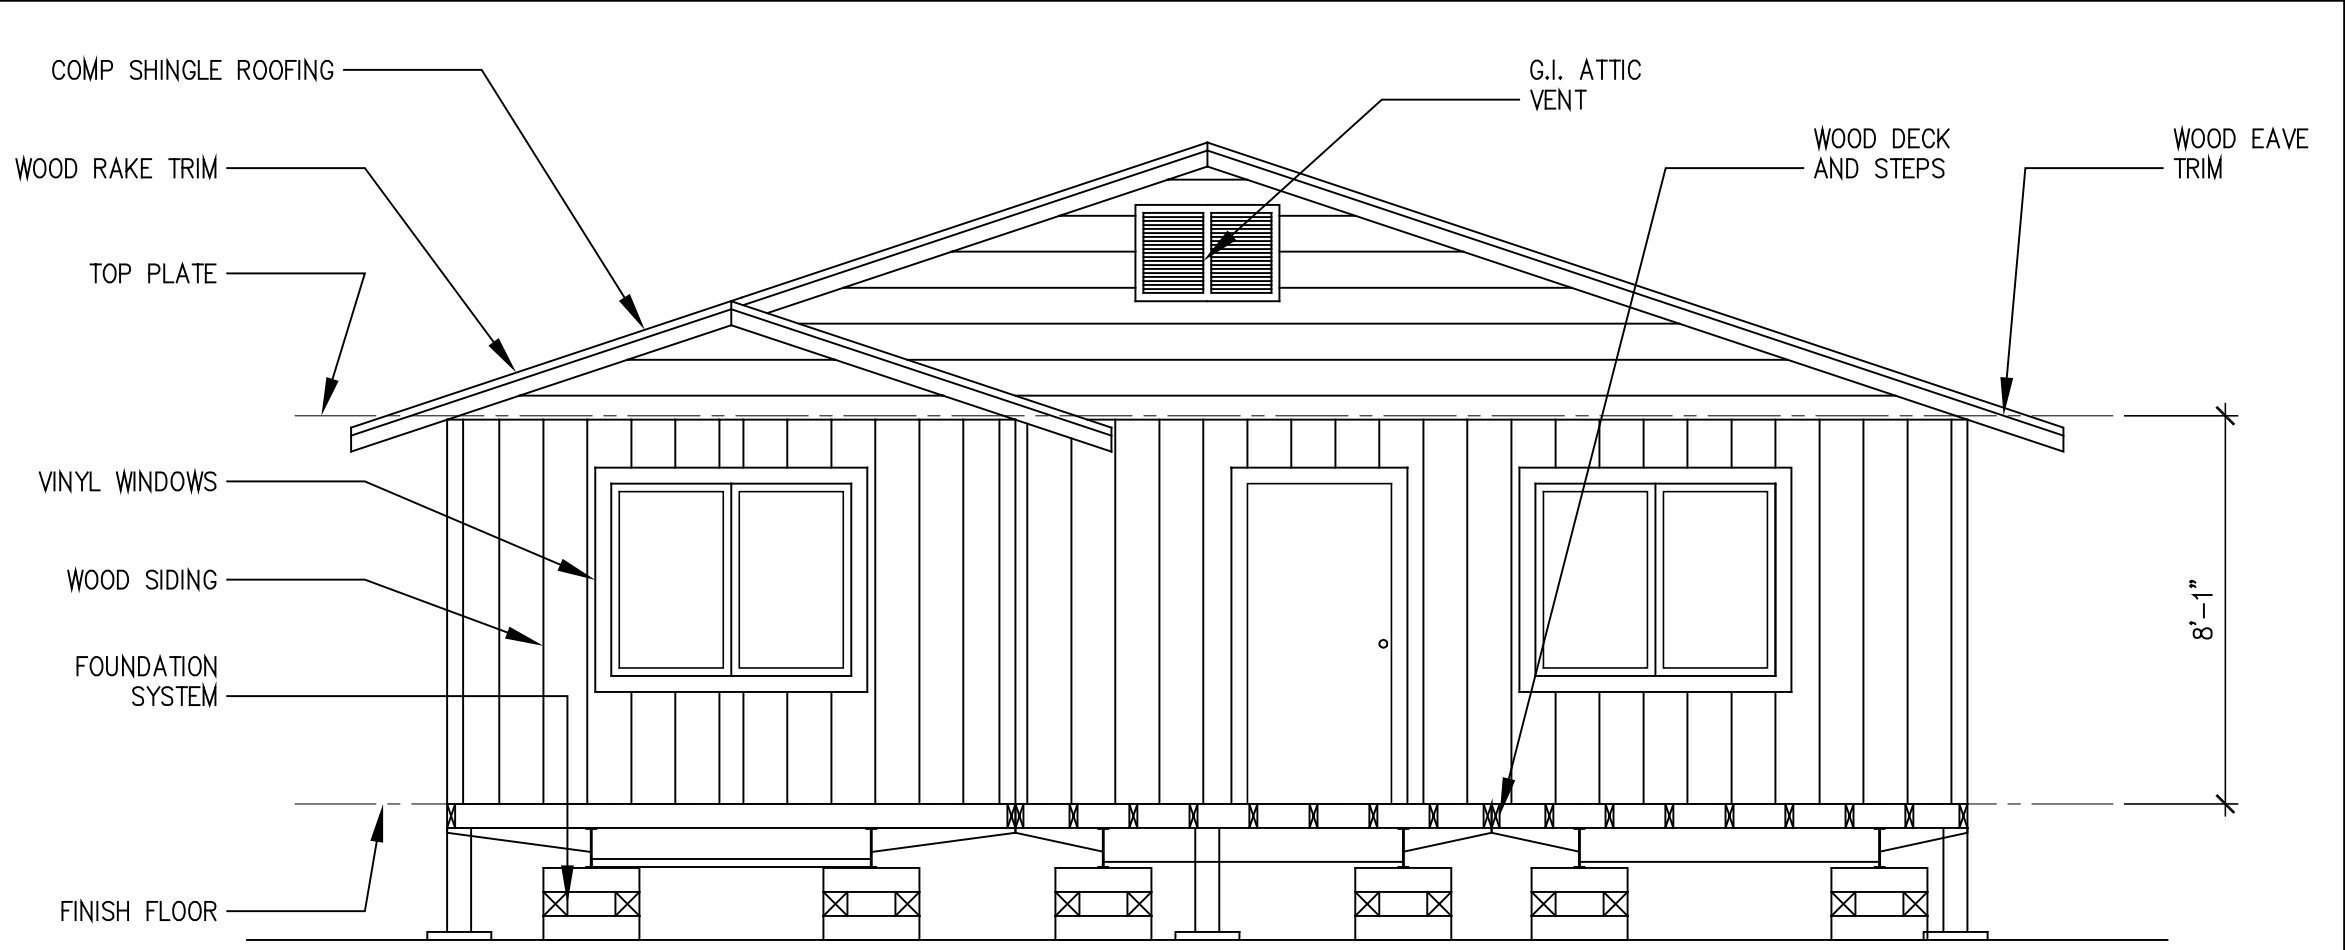 COMP SHINGLE ROOFING
WOOD RAKE TRIM
TOP PLATE
VINYL WINDOWS
WOOD SIDING
FOUNDATION
SYSTEM
FINISH FLOOR
G.I. ATTIC
VENT
WOOD DECK
AND STEPS
WOOD EAVE
TRIM
8'-1"